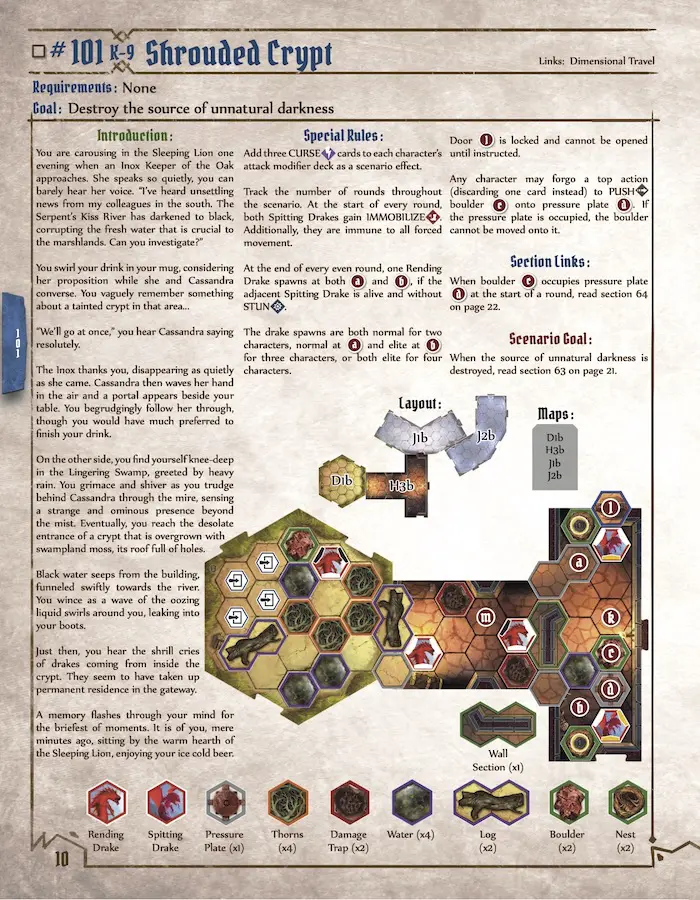 # 101 K-9 Shrouded Crypt
Links: Dimensional Travel
Requirements: None
Goal: Destroy the source of unnatural darkness
Introduction:
You are carousing in the Sleeping Lion one
evening when an Inox Keeper of the Oak
approaches. She speaks so quietly, you can
barely hear her voice. "I've heard unsettling
news from my colleagues in the south. The
Serpent's Kiss River has darkened to black,
corrupting the fresh water that is crucial to
the marshlands. Can you investigate?"
You swirl your drink in your mug, considering
her proposition while she and Cassandra
converse. You vaguely remember something
about a tainted crypt in that area...
"We'll go at once," you hear Cassandra saying
resolutely.
The Inox thanks you, disappearing as quietly
as she came. Cassandra then waves her hand
in the air and a portal appears beside your
table. You begrudgingly follow her through,
though you would have much preferred to
finish your drink.
On the other side, you find yourself knee-deep
in the Lingering Swamp, greeted by heavy
rain. You grimace and shiver as you trudge
behind Cassandra through the mire, sensing
a strange and ominous presence beyond
the mist. Eventually, you reach the desolate
entrance of a crypt that is overgrown with
swampland moss, its roof full of holes.
Black water seeps from the building,
funneled swiftly towards the river.
You wince as a wave of the oozing
liquid swirls around you, leaking into
your boots.
Just then, you hear the shrill cries
of drakes coming from inside the
crypt. They seem to have taken up
permanent residence in the gateway.
A memory flashes through your mind for
the briefest of moments. It is of you, mere
minutes ago, sitting by the warm hearth of
the Sleeping Lion, enjoying your ice cold beer.
Special Rules:
Add three CURSE cards to each character's
attack modifier deck as a scenario effect.
Track the number of rounds throughout
the scenario. At the start of every round,
both Spitting Drakes gain IMMOBILIZE.
Additionally, they are immune to all forced
movement.
At the end of every even round, one Rending
Drake spawns at both a and b, if the
adjacent Spitting Drake is alive and without
STUN.
The drake spawns are both normal for two
characters, normal at a and elite at b
for three characters, or both elite for four
characters.
Door 1 is locked and cannot be opened
until instructed.
Any character may forgo a top action
(discarding one card instead) to PUSH
boulder c onto pressure plate d. If
the pressure plate is occupied, the boulder
cannot be moved onto it.
Section Links:
When boulder c occupies pressure plate
d at the start of a round, read section 64
on page 22.
Scenario Goal:
When the source of unnatural darkness is
destroyed, read section 63 on page 21.
Layout:
J1b
J2b
D1b
H3b
Maps:
D1b
H3b
J1b
J2b
1
a
m
k
c
d
b
Wall
Section (x1)
Rending
Drake
Spitting
Drake
Pressure
Plate (x1)
Thorns
(x4)
Damage
Trap (x2)
Water (x4)
Log
(x2)
Boulder
(x2)
Nest
(x2)
101
10